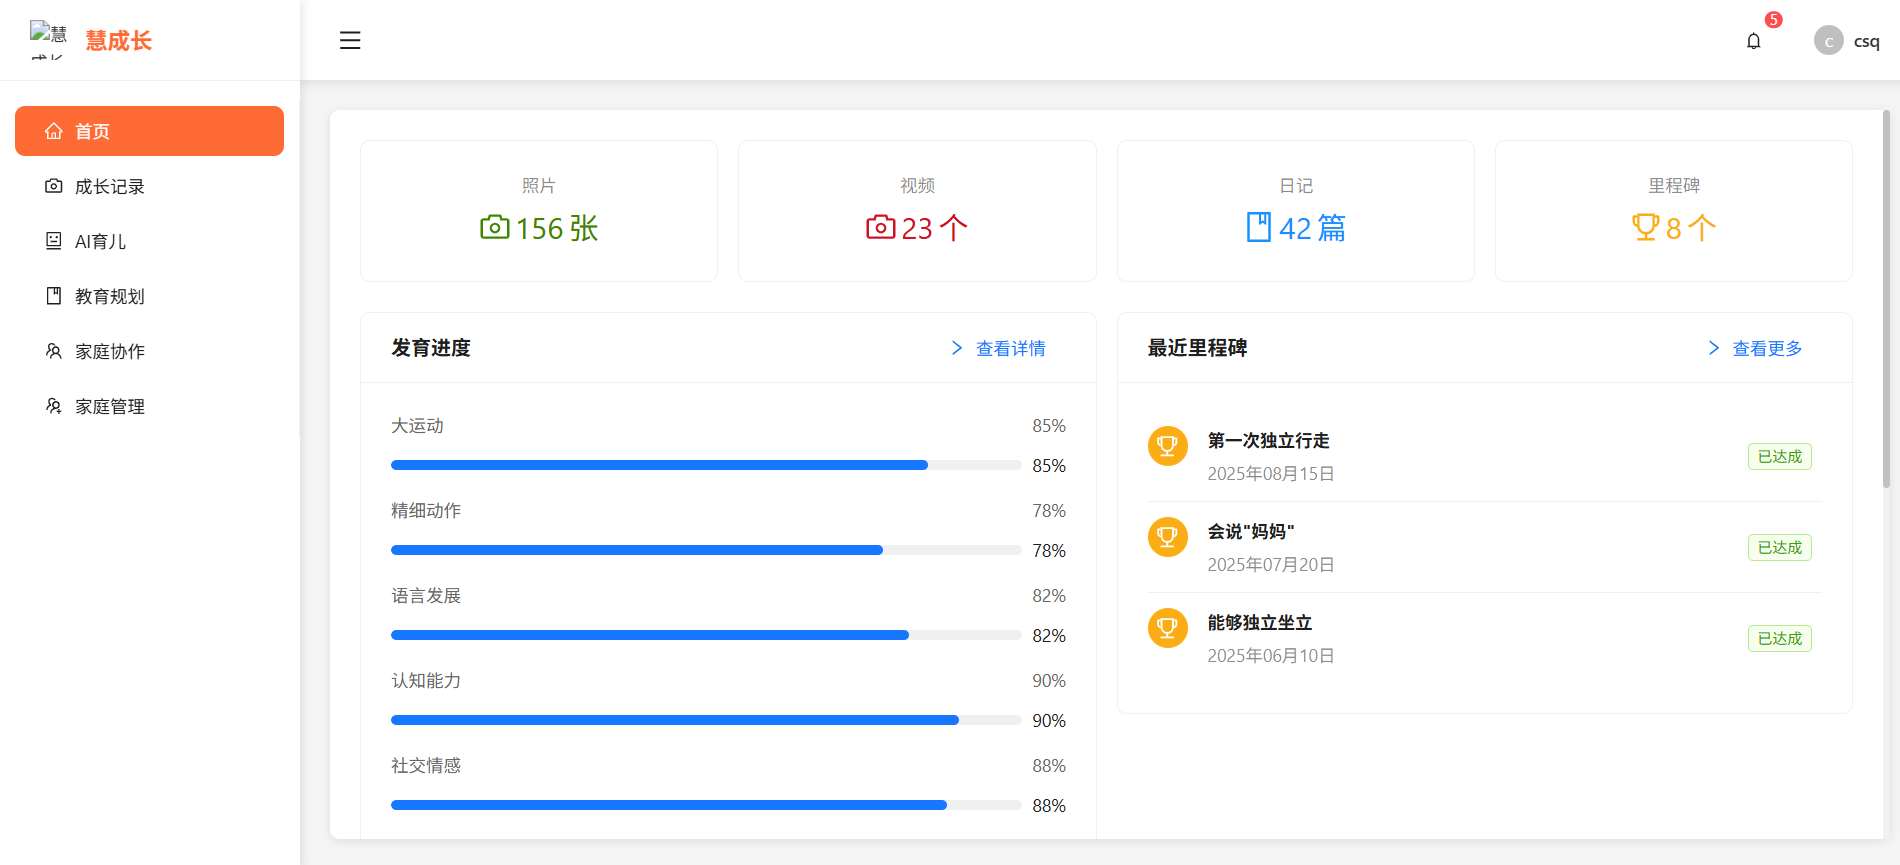 慧
慧成长
5
c
csq
首页
成长记录
AI育儿
教育规划
家庭协作
家庭管理
照片
156 张
视频
23 个
日记
42 篇
里程碑
8 个
发育进度
查看详情
大运动
85%
85%
精细动作
78%
78%
语言发展
82%
82%
认知能力
90%
90%
社交情感
88%
88%
最近里程碑
查看更多
第一次独立行走
2025年08月15日
已达成
会说"妈妈"
2025年07月20日
已达成
能够独立坐立
2025年06月10日
已达成